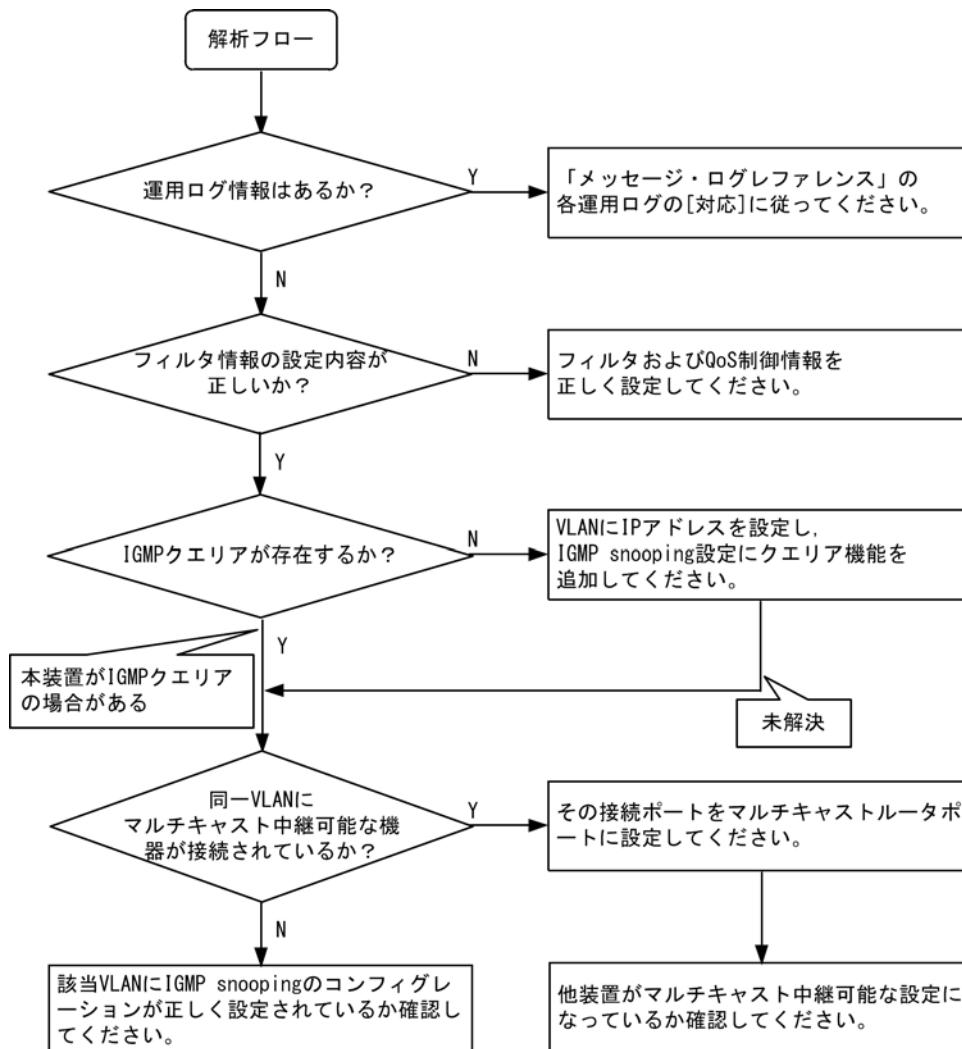 解析フロー
運用ログ情報はあるか？
Y
「メッセージ・ログレファレンス」の
各運用ログの[対応]に従ってください。
N
フィルタ情報の設定内容が
正しいか？
N
フィルタおよびQoS制御情報を
正しく設定してください。
Y
IGMPクエリアが存在するか？
N
VLANにIPアドレスを設定し,
IGMP snooping設定にクエリア機能を
追加してください。
Y
本装置がIGMPクエリア
の場合がある
未解決
同一VLANに
マルチキャスト中継可能な機
器が接続されているか？
Y
その接続ポートをマルチキャストルータポ
ートに設定してください。
N
該当VLANにIGMP snoopingのコンフィグレ
ーションが正しく設定されているか確認し
てください。
他装置がマルチキャスト中継可能な設定に
なっているか確認してください。